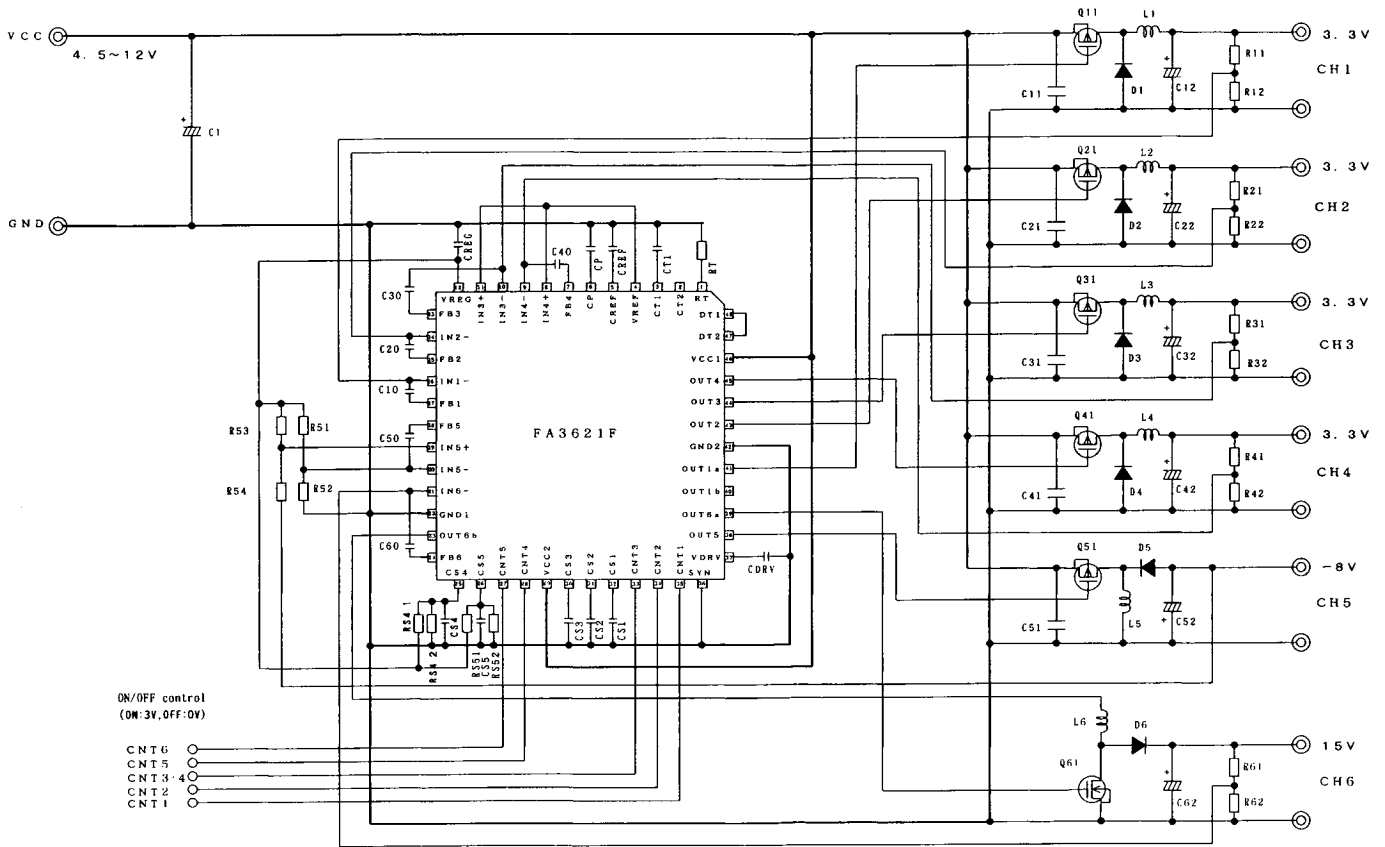 VCC
4.5~12V
C1
GND
Q11
L1
3.3V
R11
CH1
C11
D1
C12
R12
Q21
L2
3.3V
R21
CH2
C21
D2
C22
R22
Q31
L3
3.3V
R31
CH3
C31
D3
C32
R32
Q41
L4
3.3V
R41
CH4
C41
D4
C42
R42
Q51
D5
-8V
CH5
C51
L5
C52
L6
D6
15V
Q61
R61
CH6
C62
R62
CREG
C40
CP
CREF
CT1
RT
C30
C20
C10
C50
C60
R53
R51
R54
R52
VREG
IN3+
IN3-
IN4-
IN4+
FB4
CP
CREF
VREF
CT1
CT2
RT
FB3
IN2-
FB2
IN1-
FB1
FB5
IN5+
IN5-
IN6-
GND1
OUT6b
FB6
FA3621F
DT1
DT2
VCC1
OUT4
OUT3
OUT2
GND2
OUT1a
OUT1b
OUT6a
OUT5
VDRV
CDRV
CS4
CS5
CNT5
CNT4
VCC2
CS3
CS2
CS1
CNT3
CNT2
CNT1
SYN
RS4 1
RS4 2
CS4
RS51
CS5
RS52
CS3
CS2
CS1
ON/OFF control
(ON:3V,OFF:0V)
CNT6
CNT5
CNT3·4
CNT2
CNT1